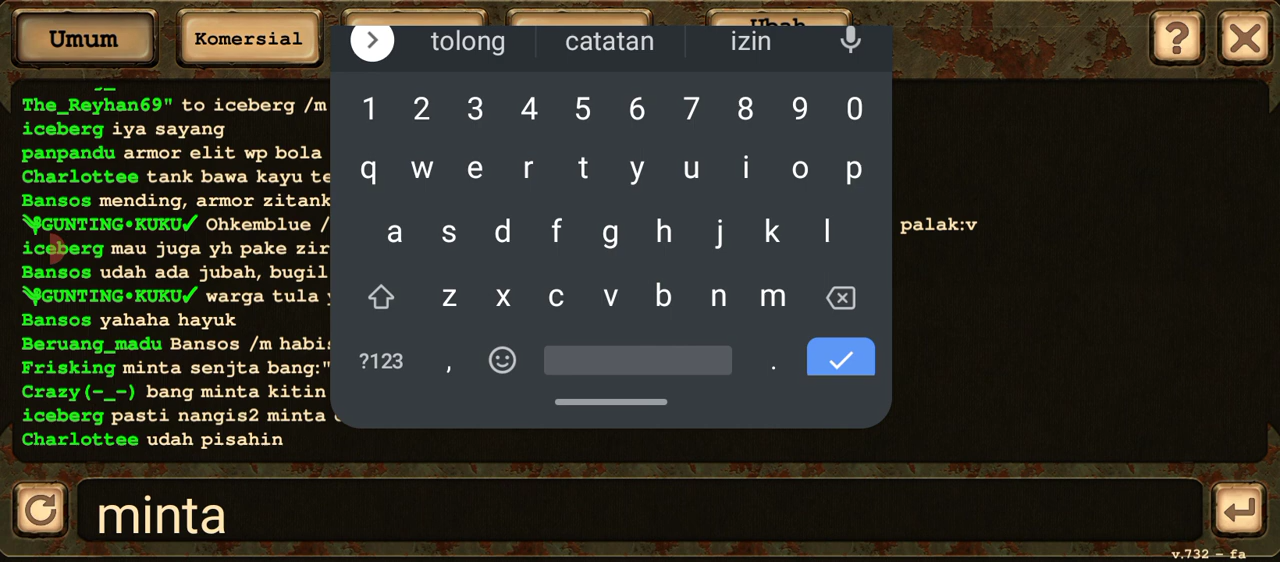 Umum
Komersial
Ubah
The_Reyhan69" to iceberg /m
iceberg iya sayang
panpandu armor elit wp bola
Charlottee tank bawa kayu te
Bansos mending, armor zitank
GUNTING•KUKU✓ Ohkemblue / palak:v
iceberg mau juga yh pake zir
Bansos udah ada jubah, bugil
GUNTING•KUKU✓ warga tula y
Bansos yahaha hayuk
Beruang_madu Bansos /m habis
Frisking minta senjta bang:"
Crazy(-_-) bang minta kitin
iceberg pasti nangis2 minta
Charlottee udah pisahin
tolong catatan izin
1 2 3 4 5 6 7 8 9 0
q w e r t y u i o p
a s d f g h j k l
z x c v b n m
?123 , .
minta
v.732 - fa